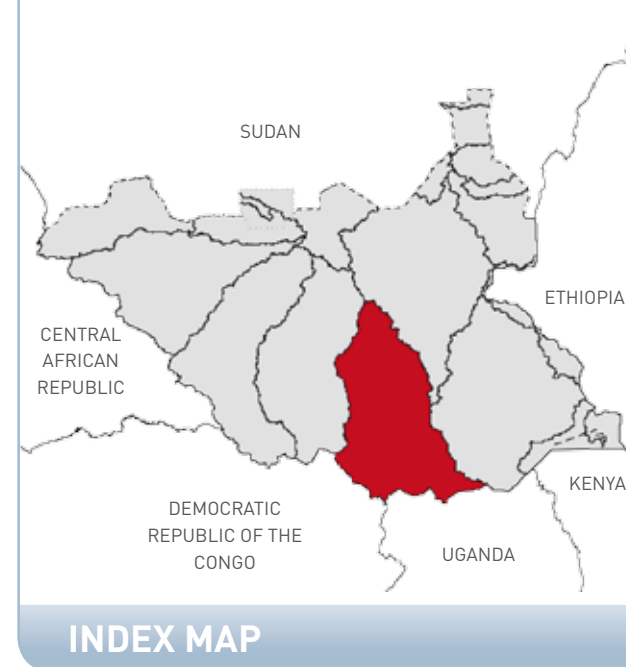 SUDAN
ETHIOPIA
CENTRAL
AFRICAN
REPUBLIC
KENYA
DEMOCRATIC
REPUBLIC OF THE
CONGO
UGANDA
INDEX MAP